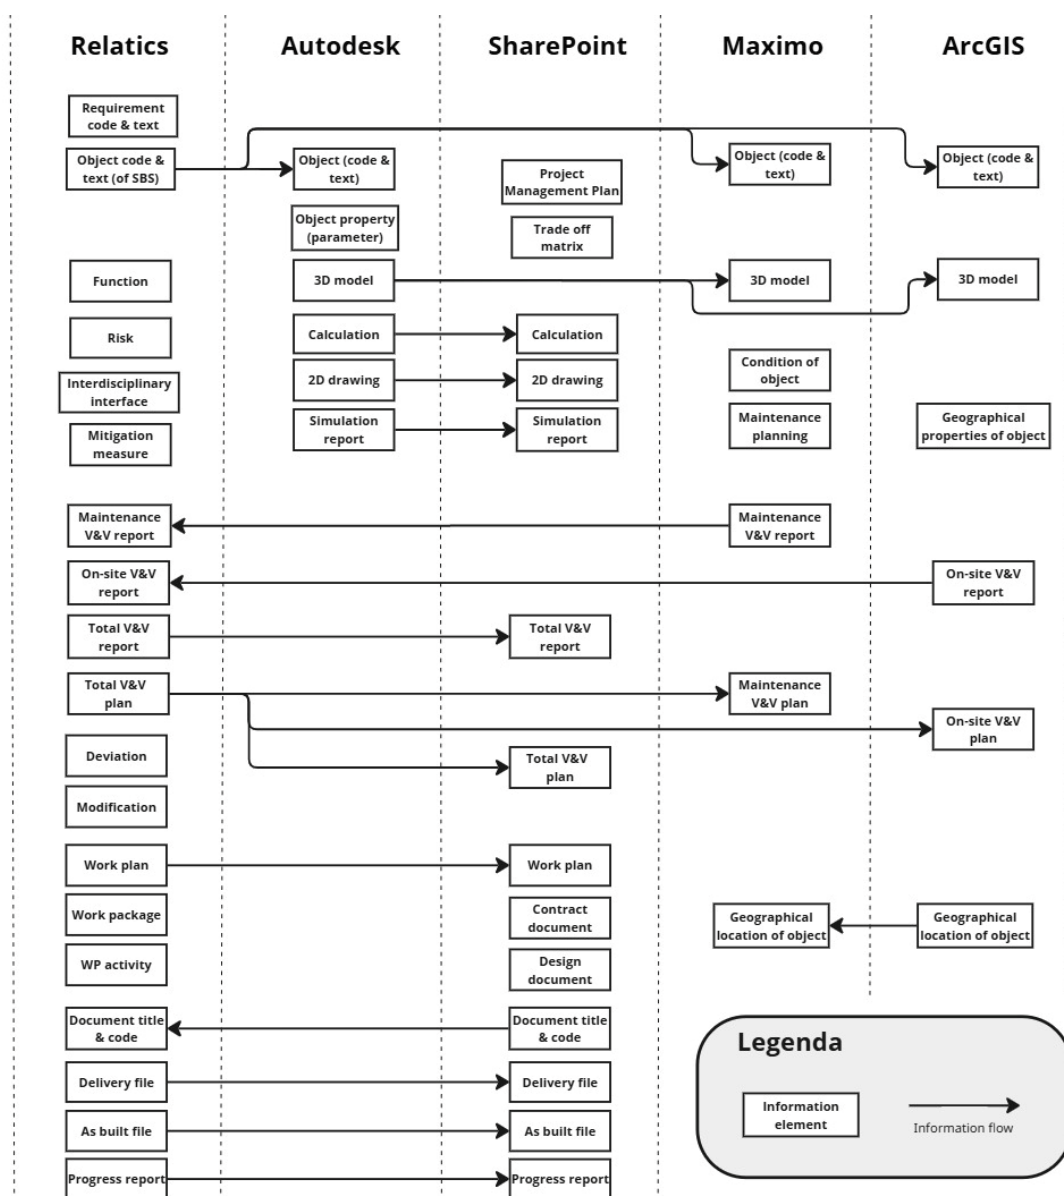 Relatics
Autodesk
SharePoint
Maximo
ArcGIS
Requirement
code & text
Object code &
text (of SBS)
Object (code &
text)
Project
Management Plan
Object (code &
text)
Object (code &
text)
Object property
(parameter)
Trade off
matrix
Function
3D model
3D model
3D model
Risk
Calculation
Calculation
Condition of
object
Interdisciplinary
interface
2D drawing
2D drawing
Mitigation
measure
Simulation
report
Simulation
report
Maintenance
planning
Geographical
properties of object
Maintenance
V&V report
Maintenance
V&V report
On-site V&V
report
On-site V&V
report
Total V&V
report
Total V&V
report
Total V&V
plan
Maintenance
V&V plan
On-site V&V
plan
Deviation
Total V&V
plan
Modification
Work plan
Work plan
Work package
Contract
document
Geographical
location of object
Geographical
location of object
WP activity
Design
document
Document title
& code
Document title
& code
Delivery file
Delivery file
As built file
As built file
Progress report
Progress report
Legenda
Information
element
Information flow